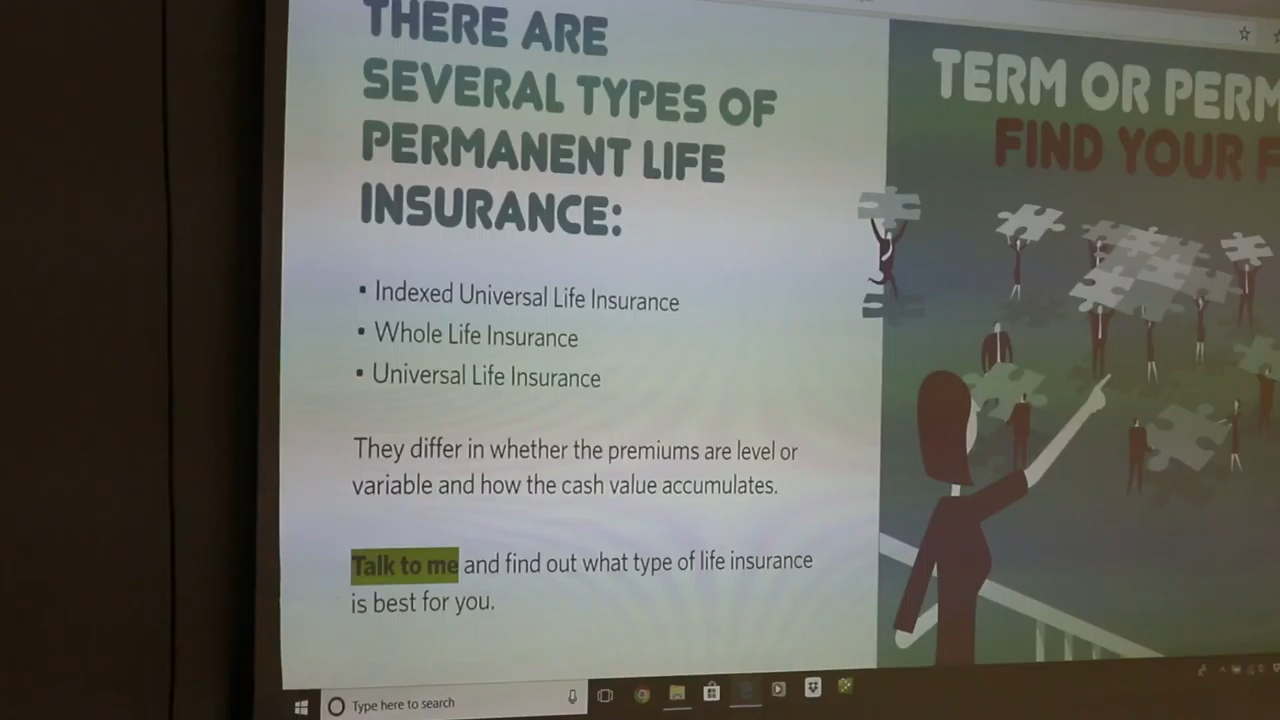 THERE ARE
SEVERAL TYPES OF
PERMANENT LIFE
INSURANCE:
▪ Indexed Universal Life Insurance
▪ Whole Life Insurance
▪ Universal Life Insurance
They differ in whether the premiums are level or
variable and how the cash value accumulates.
Talk to me and find out what type of life insurance
is best for you.
TERM OR PERM
FIND YOUR F
Type here to search